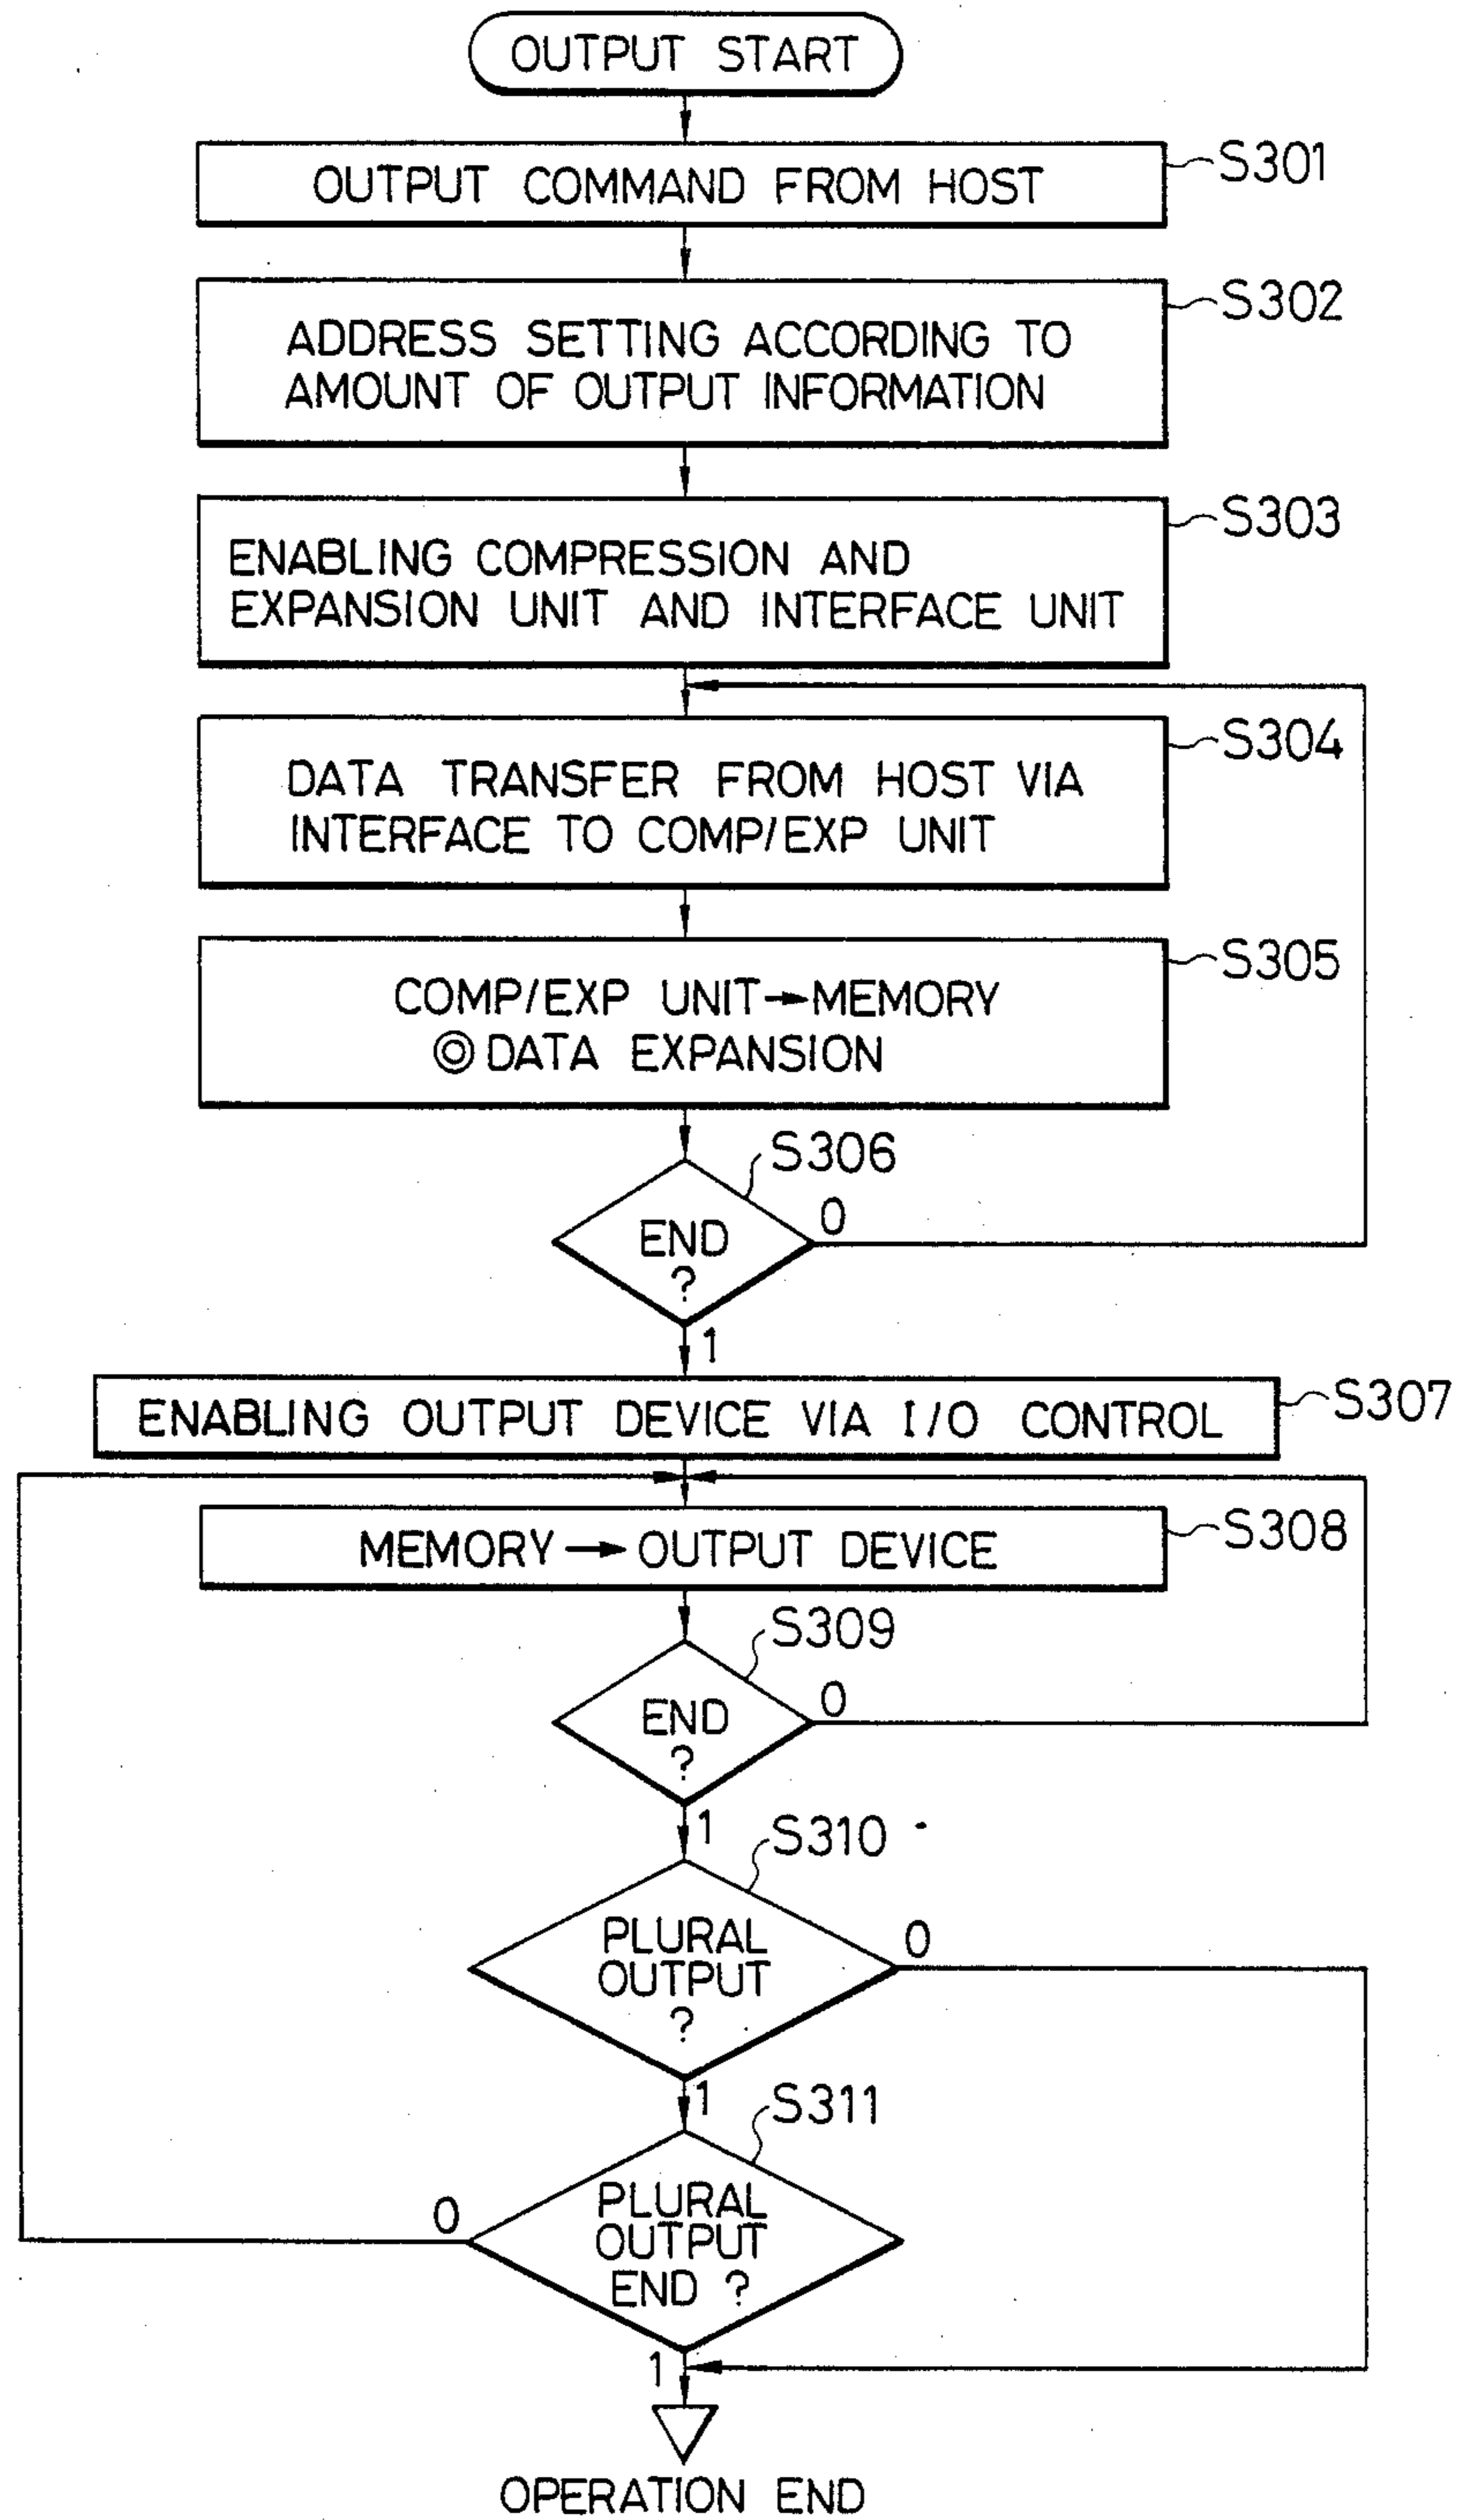 OUTPUT START
OUTPUT COMMAND FROM HOST
S301
ADDRESS SETTING ACCORDING TO
AMOUNT OF OUTPUT INFORMATION
S302
ENABLING COMPRESSION AND
EXPANSION UNIT AND INTERFACE UNIT
S303
DATA TRANSFER FROM HOST VIA
INTERFACE TO COMP/EXP UNIT
S304
COMP/EXP UNIT→MEMORY
◎ DATA EXPANSION
S305
S306
END
?
0
1
ENABLING OUTPUT DEVICE VIA I/O CONTROL
S307
MEMORY→OUTPUT DEVICE
S308
S309
END
?
0
1
S310
PLURAL
OUTPUT
?
0
1
S311
PLURAL
OUTPUT
END ?
0
1
OPERATION END